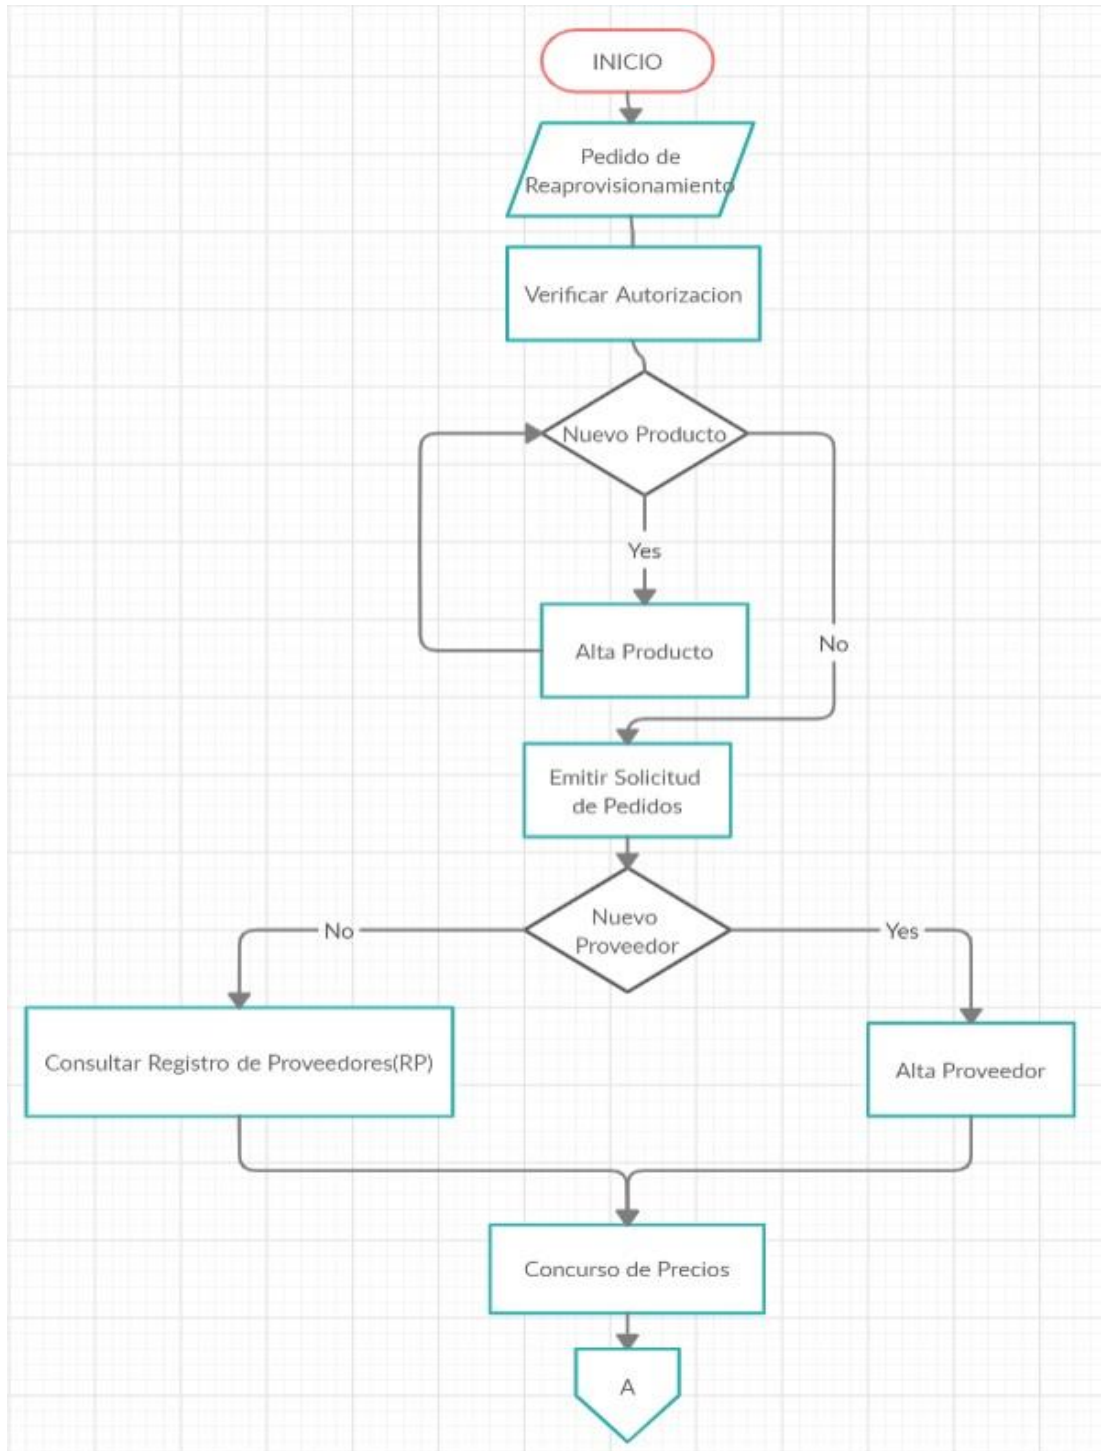 INICIO
Pedido de
Reaprovisionamiento
Verificar Autorizacion
Nuevo Producto
Yes
Alta Producto
No
Emitir Solicitud
de Pedidos
Nuevo
Proveedor
No
Yes
Consultar Registro de Proveedores(RP)
Alta Proveedor
Concurso de Precios
A